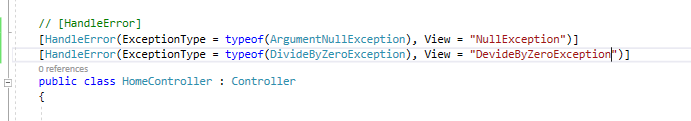 // [HandleError]
[HandleError(ExceptionType = typeof(ArgumentNullException), View = "NullException")]
[HandleError(ExceptionType = typeof(DivideByZeroException), View = "DevideByZeroException")]
0 references
public class HomeController : Controller
{